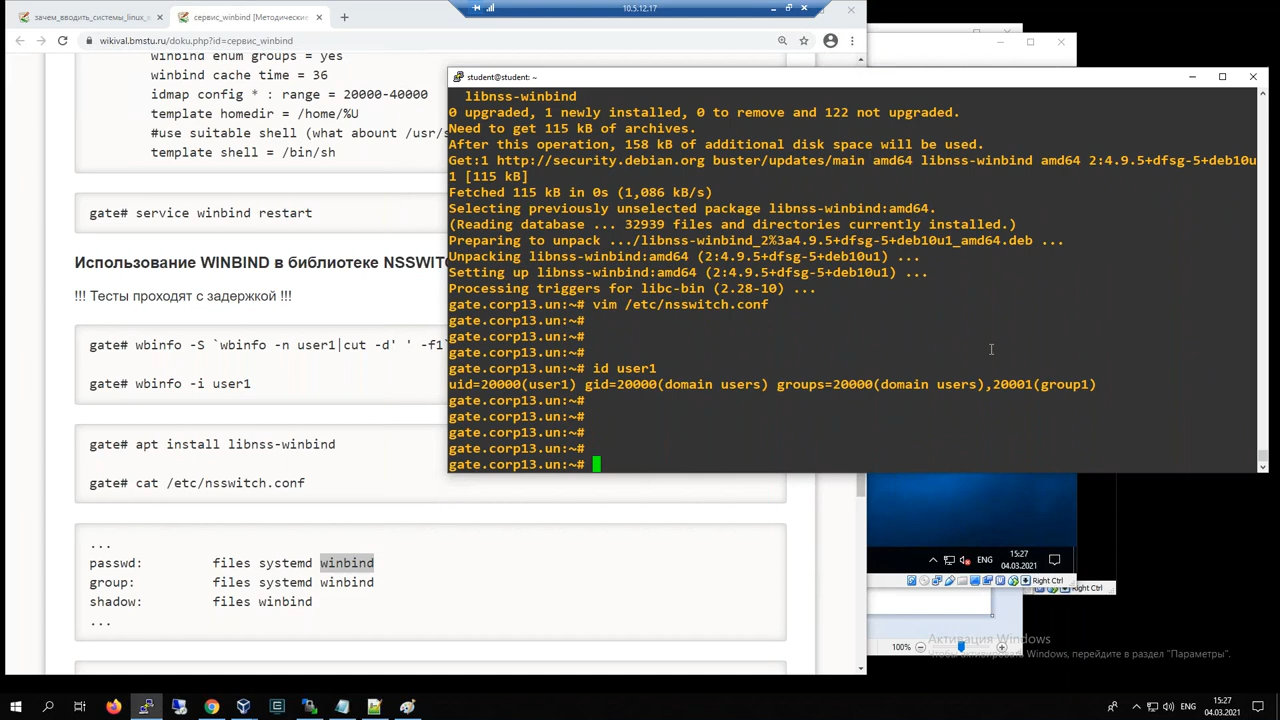 зачем_вводить_системы_linux_
сервис_winbind [Методические
10.5.12.17
wikival.bmstu.ru/doku.php?id=сервис_winbind
winbind enum groups = yes
winbind cache time = 36
idmap config * : range = 20000-40000
template homedir = /home/%U
#use suitable shell (what abount /usr/s
template shell = /bin/sh
gate# service winbind restart
Использование WINBIND в библиотеке NSSWITC
!!! Тесты проходят с задержкой !!!
gate# wbinfo -S `wbinfo -n user1|cut -d' ' -f1`
gate# wbinfo -i user1
gate# apt install libnss-winbind
gate# cat /etc/nsswitch.conf
...
passwd: files systemd winbind
group: files systemd winbind
shadow: files winbind
...
student@student: ~
libnss-winbind
0 upgraded, 1 newly installed, 0 to remove and 122 not upgraded.
Need to get 115 kB of archives.
After this operation, 158 kB of additional disk space will be used.
Get:1 http://security.debian.org buster/updates/main amd64 libnss-winbind amd64 2:4.9.5+dfsg-5+deb10u
1 [115 kB]
Fetched 115 kB in 0s (1,086 kB/s)
Selecting previously unselected package libnss-winbind:amd64.
(Reading database ... 32939 files and directories currently installed.)
Preparing to unpack .../libnss-winbind_2%3a4.9.5+dfsg-5+deb10u1_amd64.deb ...
Unpacking libnss-winbind:amd64 (2:4.9.5+dfsg-5+deb10u1) ...
Setting up libnss-winbind:amd64 (2:4.9.5+dfsg-5+deb10u1) ...
Processing triggers for libc-bin (2.28-10) ...
gate.corp13.un:~# vim /etc/nsswitch.conf
gate.corp13.un:~#
gate.corp13.un:~#
gate.corp13.un:~#
gate.corp13.un:~# id user1
uid=20000(user1) gid=20000(domain users) groups=20000(domain users),20001(group1)
gate.corp13.un:~#
gate.corp13.un:~#
gate.corp13.un:~#
gate.corp13.un:~#
gate.corp13.un:~#
ENG
15:27
04.03.2021
Right Ctrl
Right Ctrl
100%
Активация Windows
Чтобы активировать Windows, перейдите в раздел "Параметры".
ENG
15:27
04.03.2021